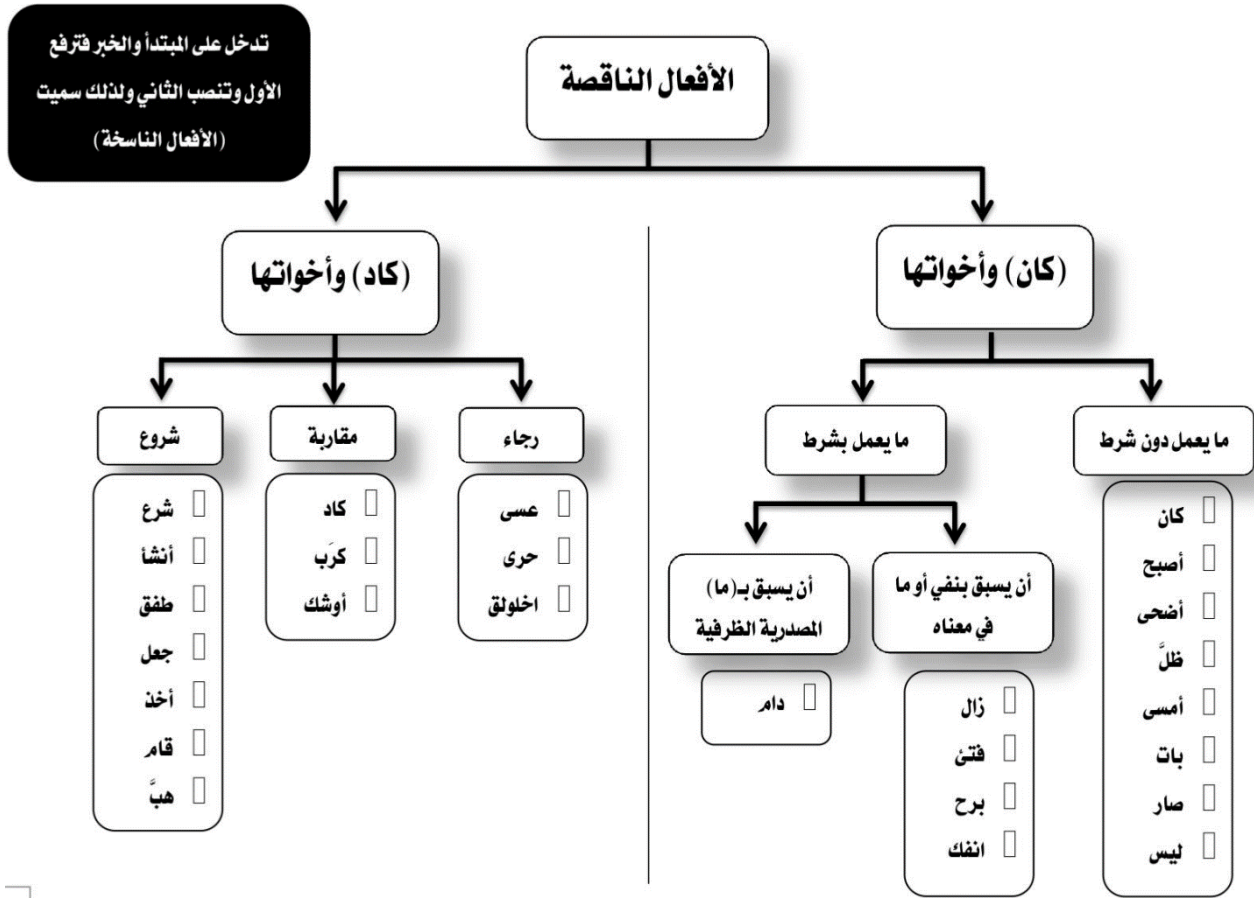 تدخل على المبتدأ والخبر فترفع
الأول وتنصب الثاني ولذلك سميت
(الأفعال الناسخة)
الأفعال الناقصة
(كان) وأخواتها
(كاد) وأخواتها
ما يعمل دون شرط
كان
أصبح
أضحى
ظلَّ
أمسى
بات
صار
ليس
ما يعمل بشرط
أن يسبق بنفي أو ما
في معناه
زال
فتئ
برح
انفك
أن يسبق بـ(ما)
المصدرية الظرفية
دام
رجاء
عسى
حرى
اخلولق
مقاربة
كاد
كرَب
أوشك
شروع
شرع
أنشأ
طفق
جعل
أخذ
قام
هبَّ